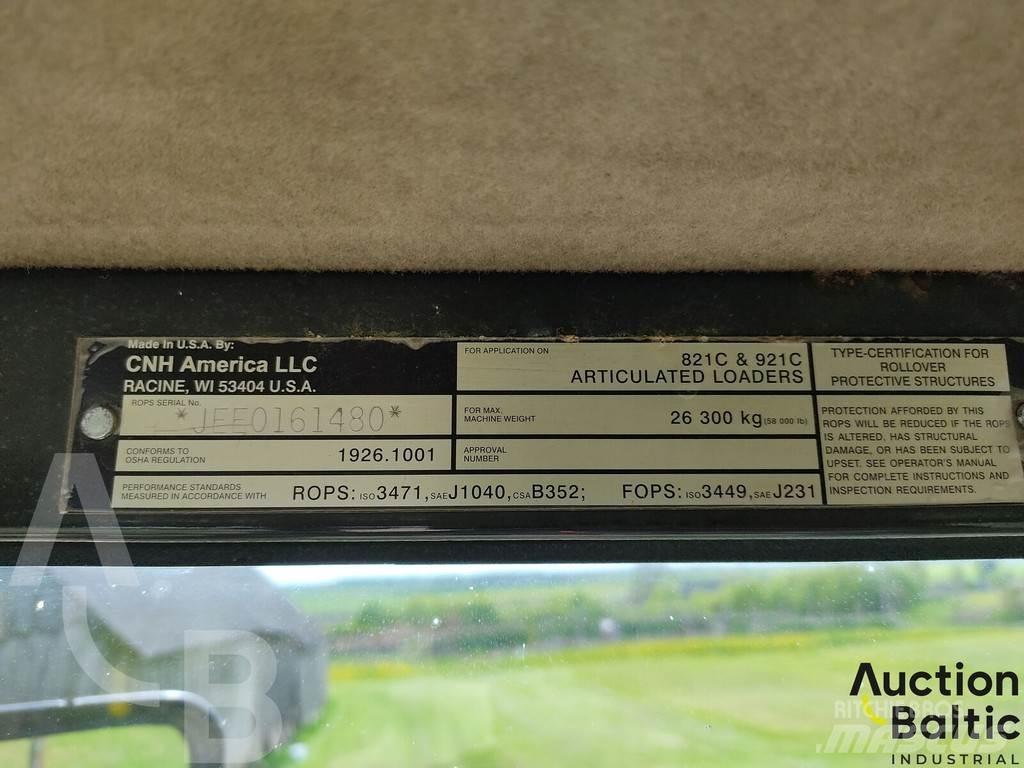 Made In U.S.A. By:
CNH America LLC
RACINE, WI 53404 U.S.A.
ROPS SERIAL No.
*JEE0161480*
CONFORMS TO
OSHA REGULATION
1926.1001
PERFORMANCE STANDARDS
MEASURED IN ACCORDANCE WITH
ROPS: ISO 3471, SAE J1040, CSA B352; FOPS: ISO 3449, SAE J231
FOR APPLICATION ON
821C & 921C
ARTICULATED LOADERS
FOR MAX.
MACHINE WEIGHT
26 300 kg (58 000 lb)
APPROVAL
NUMBER
TYPE-CERTIFICATION FOR
ROLLOVER
PROTECTIVE STRUCTURES
PROTECTION AFFORDED BY THIS
ROPS WILL BE REDUCED IF THE ROPS
IS ALTERED, HAS STRUCTURAL
DAMAGE, OR HAS BEEN SUBJECT TO
UPSET. SEE OPERATOR'S MANUAL
FOR COMPLETE INSTRUCTIONS AND
INSPECTION REQUIREMENTS.
AB
Auction
Baltic
INDUSTRIAL
RITCHIE BROS
MASCUS